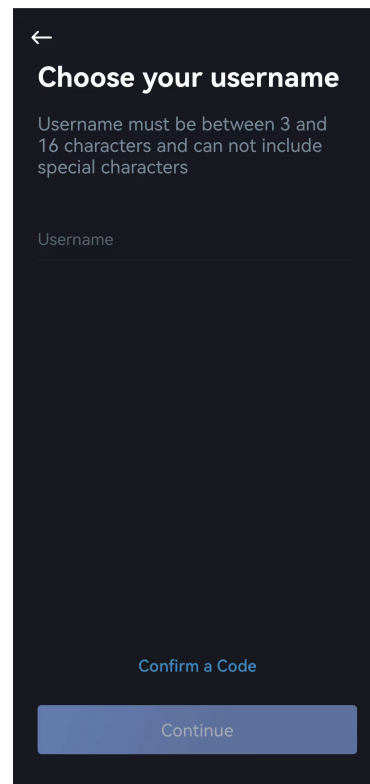 Choose your username
Username must be between 3 and
16 characters and can not include
special characters
Username
Confirm a Code
Continue